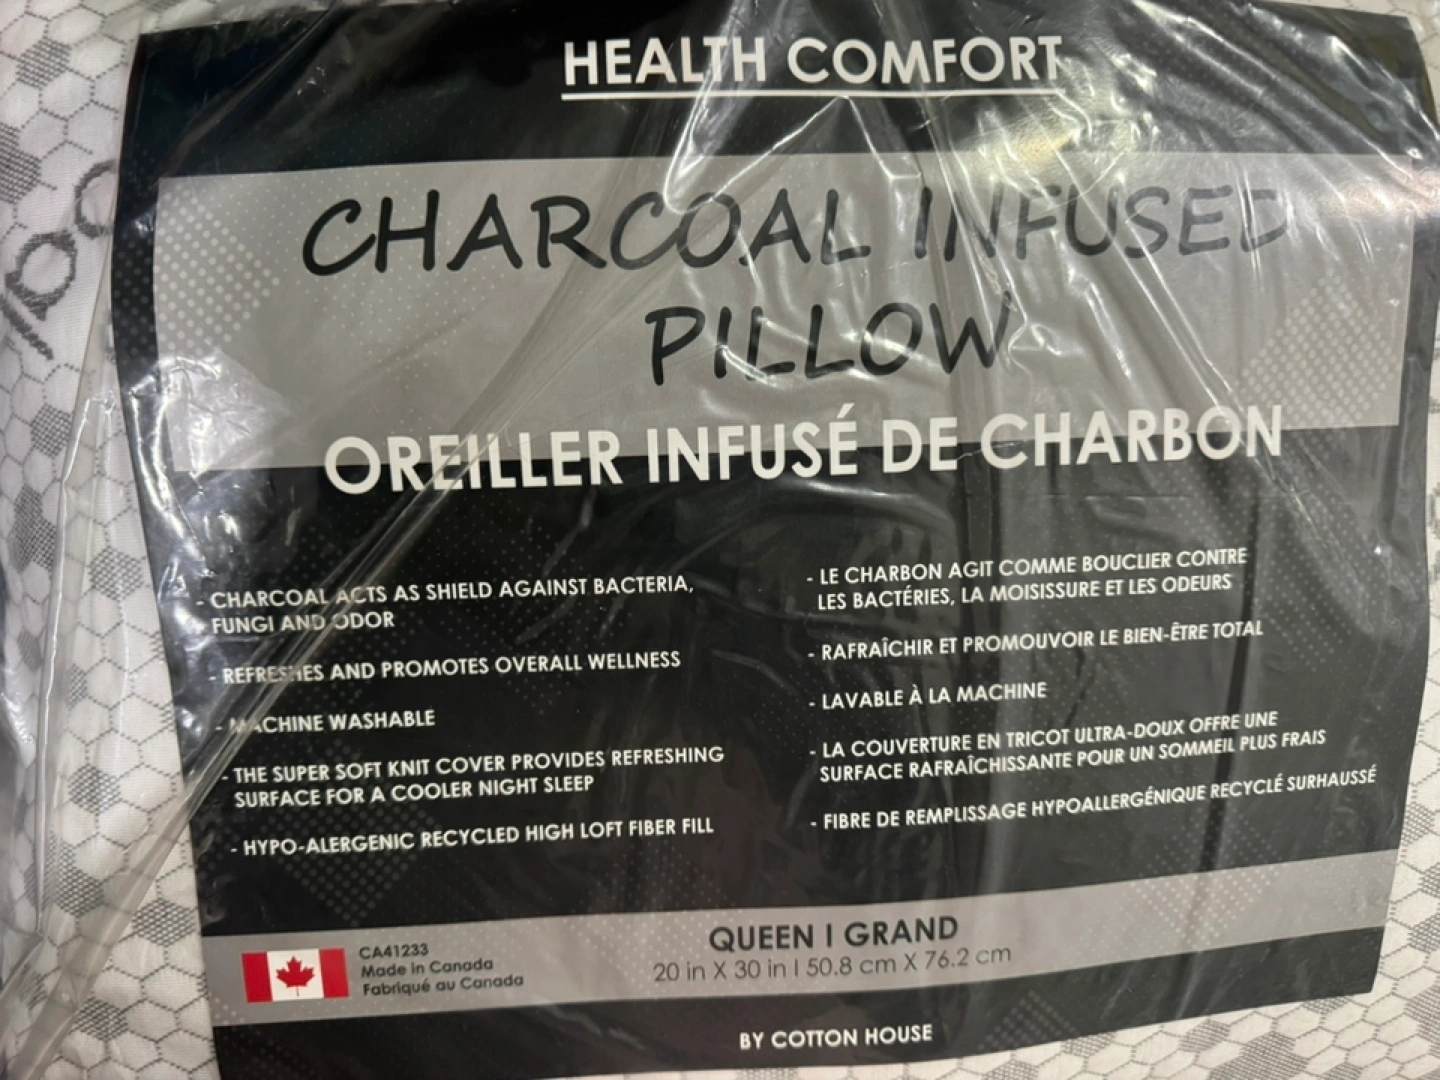 HEALTH COMFORT
CHARCOAL INFUSED
PILLOW
OREILLER INFUSÉ DE CHARBON
- CHARCOAL ACTS AS SHIELD AGAINST BACTERIA,
FUNGI AND ODOR
- REFRESHES AND PROMOTES OVERALL WELLNESS
- MACHINE WASHABLE
- THE SUPER SOFT KNIT COVER PROVIDES REFRESHING
SURFACE FOR A COOLER NIGHT SLEEP
- HYPO-ALERGENIC RECYCLED HIGH LOFT FIBER FILL
- LE CHARBON AGIT COMME BOUCLIER CONTRE
LES BACTÉRIES, LA MOISISSURE ET LES ODEURS
- RAFRAÎCHIR ET PROMOUVOIR LE BIEN-ÊTRE TOTAL
- LAVABLE À LA MACHINE
- LA COUVERTURE EN TRICOT ULTRA-DOUX OFFRE UNE
SURFACE RAFRAÎCHISSANTE POUR UN SOMMEIL PLUS FRAIS
- FIBRE DE REMPLISSAGE HYPOALLERGÉNIQUE RECYCLÉ SURHAUSSÉ
CA41233
Made in Canada
Fabriqué au Canada
QUEEN I GRAND
20 in X 30 in I 50.8 cm X 76.2 cm
BY COTTON HOUSE